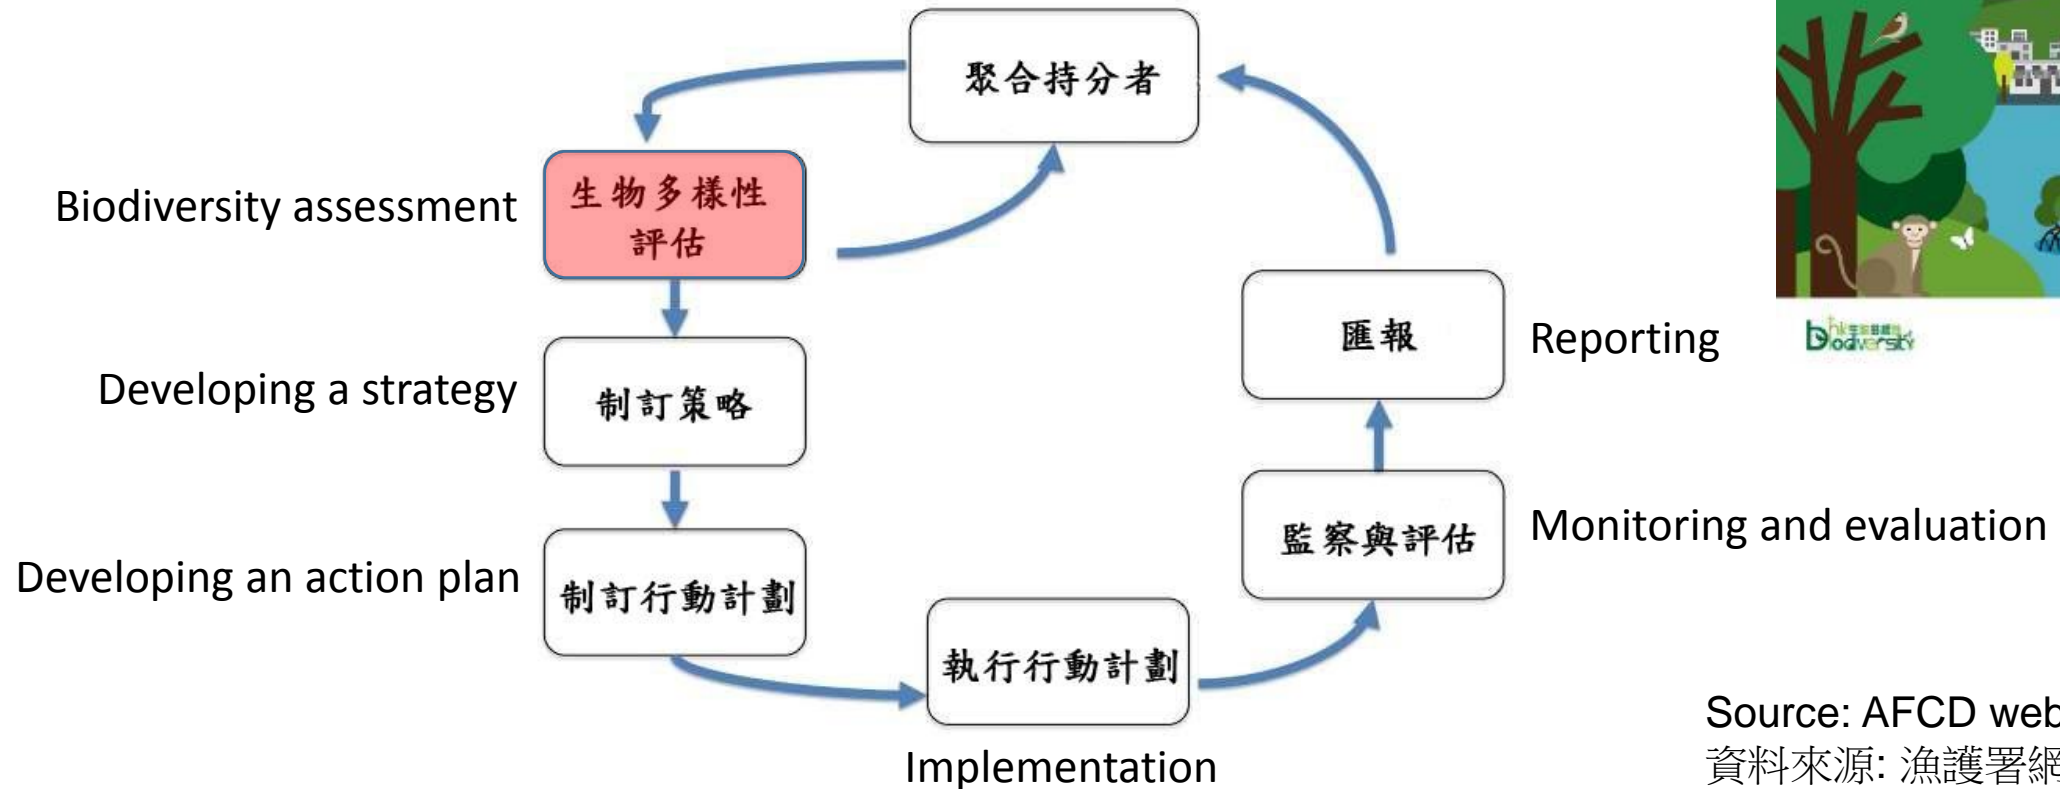 聚合持分者
Biodiversity assessment
生物多樣性
評估
Developing a strategy
制訂策略
Developing an action plan
制訂行動計劃
執行行動計劃
Implementation
匯報
Reporting
監察與評估
Monitoring and evaluation
Source: AFCD web
資料來源: 漁護署網